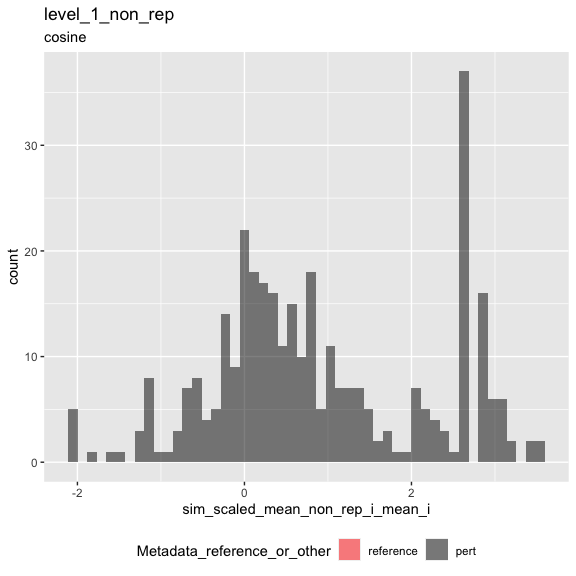 level_1_non_rep
cosine
count
30
20
10
0
-2 0 2
sim_scaled_mean_non_rep_i_mean_i
Metadata_reference_or_other reference pert